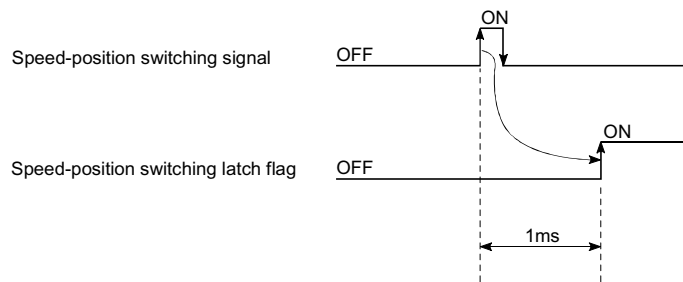 ON
Speed-position switching signal
OFF
ON
Speed-position switching latch flag
OFF
1ms